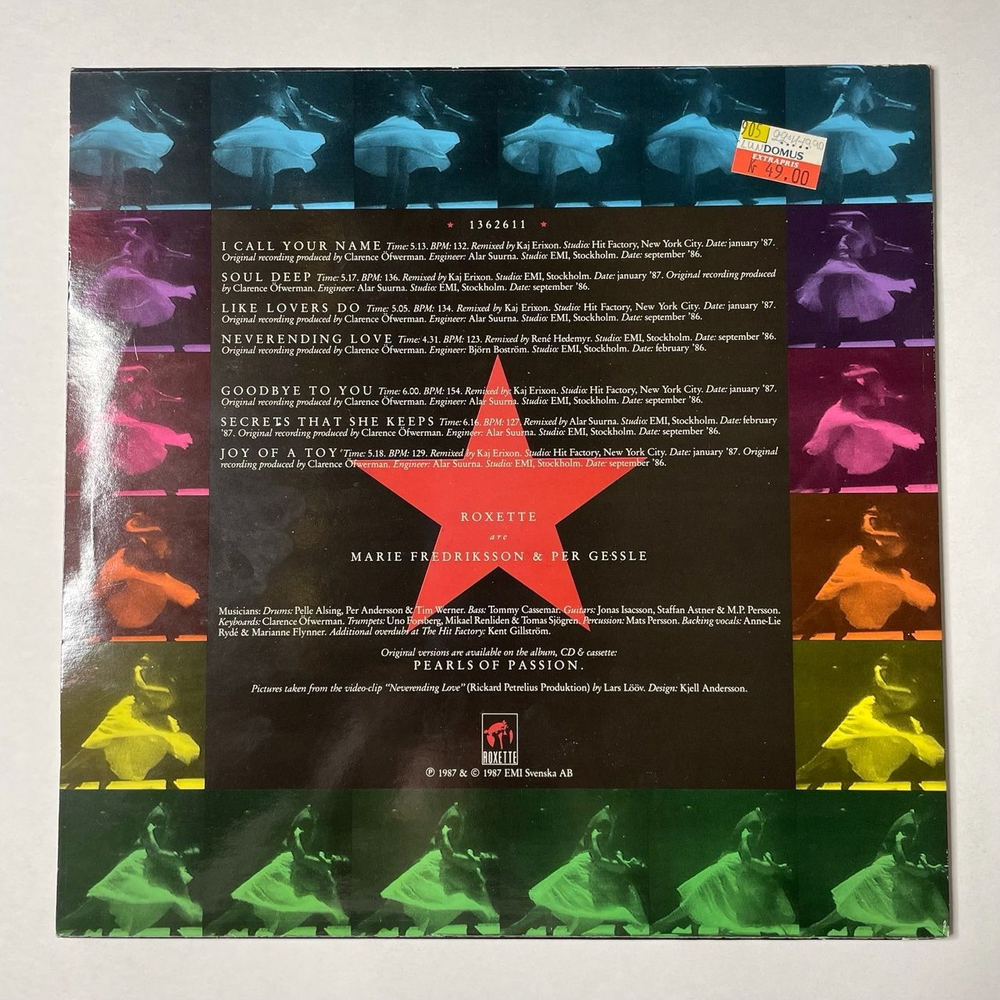 905
DOMUS
EXTRAPRIS
Kr 49.00
★ 1362611 ★
I CALL YOUR NAME Time: 5.13. BPM: 132. Remixed by Kaj Erixon. Studio: Hit Factory, New York City. Date: january '87.
Original recording produced by Clarence Öfwerman. Engineer: Alar Suurna. Studio: EMI, Stockholm. Date: september '86.
SOUL DEEP Time: 5.17. BPM: 136. Remixed by Kaj Erixon. Studio: EMI, Stockholm. Date: january '87. Original recording produced
by Clarence Öfwerman. Engineer: Alar Suurna. Studio: EMI, Stockholm. Date: september '86.
LIKE LOVERS DO Time: 5.05. BPM: 134. Remixed by Kaj Erixon. Studio: Hit Factory, New York City. Date: january '87.
Original recording produced by Clarence Öfwerman. Engineer: Alar Suurna. Studio: EMI, Stockholm. Date: september '86.
NEVERENDING LOVE Time: 4.31. BPM: 123. Remixed by René Hedemyr. Studio: EMI, Stockholm. Date: september '86.
Original recording produced by Clarence Öfwerman. Engineer: Björn Boström. Studio: EMI, Stockholm. Date: february '86.
GOODBYE TO YOU Time: 6.00. BPM: 154. Remixed by Kaj Erixon. Studio: Hit Factory, New York City. Date: january '87.
Original recording produced by Clarence Öfwerman. Engineer: Alar Suurna. Studio: EMI, Stockholm. Date: september '86.
SECRETS THAT SHE KEEPS Time: 6.16. BPM: 127. Remixed by Alar Suurna. Studio: EMI, Stockholm. Date: february
'87. Original recording produced by Clarence Öfwerman. Engineer: Alar Suurna. Studio: EMI, Stockholm. Date: september '86.
JOY OF A TOY Time: 5.18. BPM: 129. Remixed by Kaj Erixon. Studio: Hit Factory, New York City. Date: january '87. Original
recording produced by Clarence Öfwerman. Engineer: Alar Suurna. Studio: EMI, Stockholm. Date: september '86.
ROXETTE
are
MARIE FREDRIKSSON & PER GESSLE
Musicians: Drums: Pelle Alsing, Per Andersson & Tim Werner. Bass: Tommy Cassemar. Guitars: Jonas Isacsson, Staffan Astner & M.P. Persson.
Keyboards: Clarence Öfwerman. Trumpets: Uno Forsberg, Mikael Renliden & Tomas Sjögren. Percussion: Mats Persson. Backing vocals: Anne-Lie
Rydé & Marianne Flynner. Additional overdubs at The Hit Factory: Kent Gillström.
Original versions are available on the album, CD & cassette:
PEARLS OF PASSION.
Pictures taken from the video-clip "Neverending Love" (Rickard Petrelius Produktion) by Lars Lööv. Design: Kjell Andersson.
ROXETTE
℗ 1987 & © 1987 EMI Svenska AB